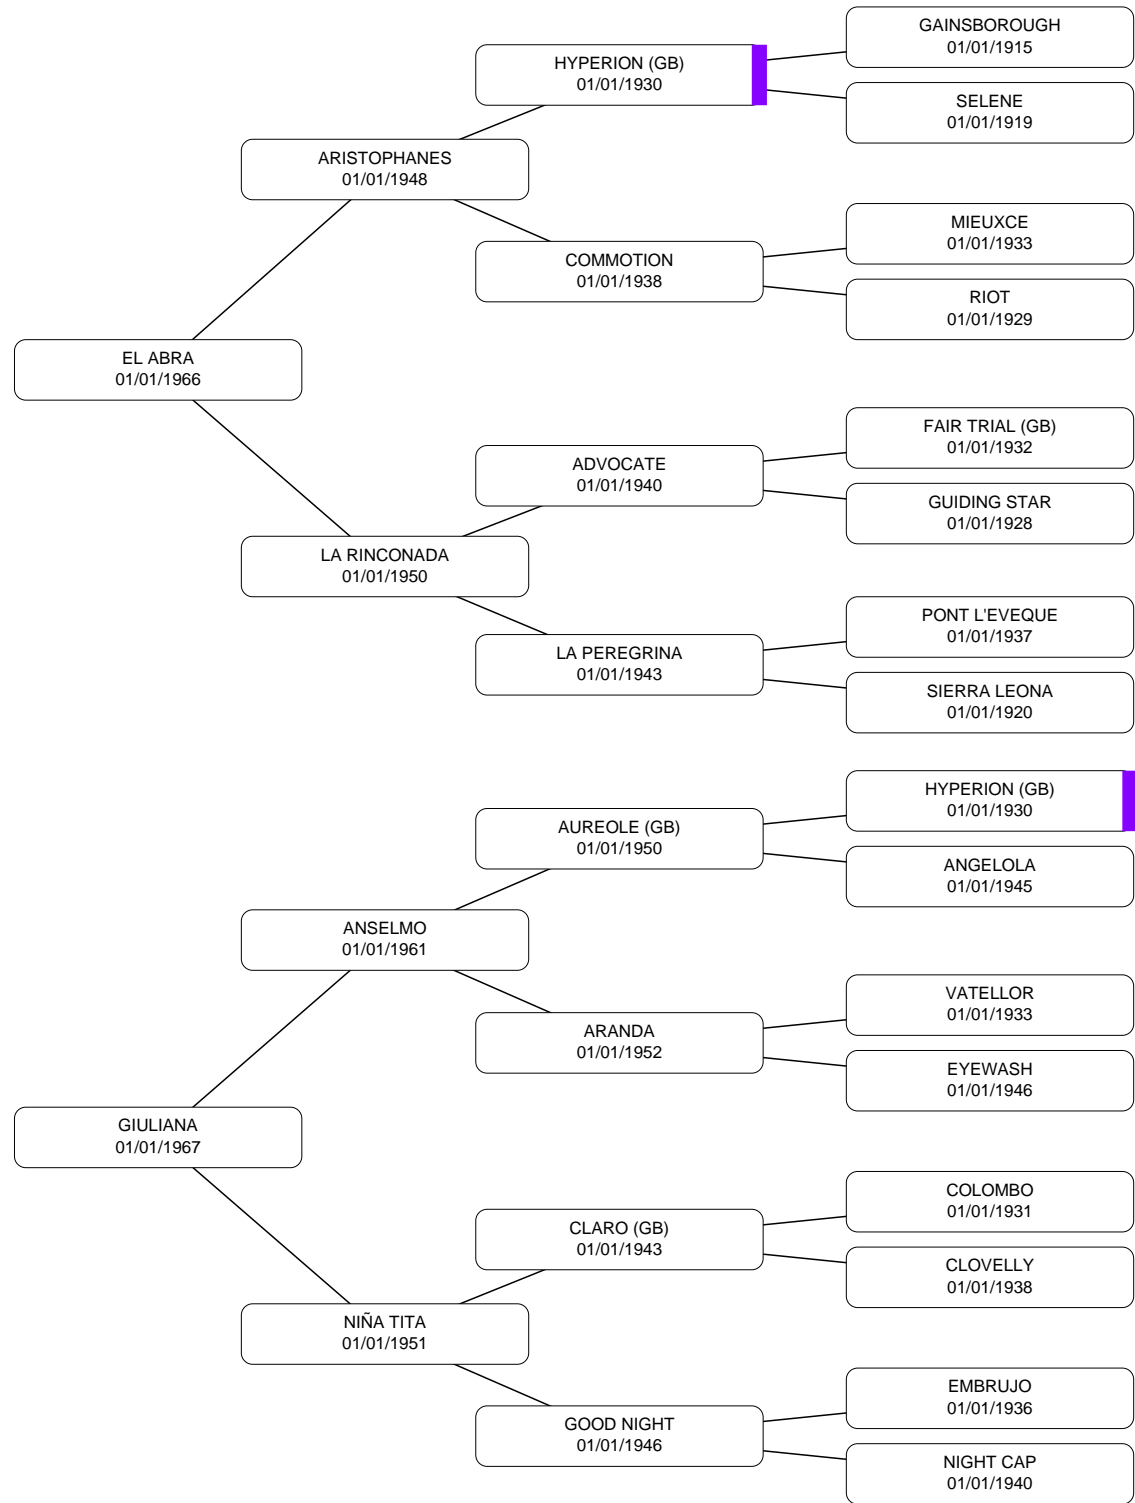 GAINSBOROUGH
01/01/1915
HYPERION (GB)
01/01/1930
SELENE
01/01/1919
ARISTOPHANES
01/01/1948
MIEUXCE
01/01/1933
COMMOTION
01/01/1938
RIOT
01/01/1929
EL ABRA
01/01/1966
FAIR TRIAL (GB)
01/01/1932
ADVOCATE
01/01/1940
GUIDING STAR
01/01/1928
LA RINCONADA
01/01/1950
PONT L'EVEQUE
01/01/1937
LA PEREGRINA
01/01/1943
SIERRA LEONA
01/01/1920
HYPERION (GB)
01/01/1930
AUREOLE (GB)
01/01/1950
ANGELOLA
01/01/1945
ANSELMO
01/01/1961
VATELLOR
01/01/1933
ARANDA
01/01/1952
EYEWASH
01/01/1946
GIULIANA
01/01/1967
COLOMBO
01/01/1931
CLARO (GB)
01/01/1943
CLOVELLY
01/01/1938
NIÑA TITA
01/01/1951
EMBRUJO
01/01/1936
GOOD NIGHT
01/01/1946
NIGHT CAP
01/01/1940